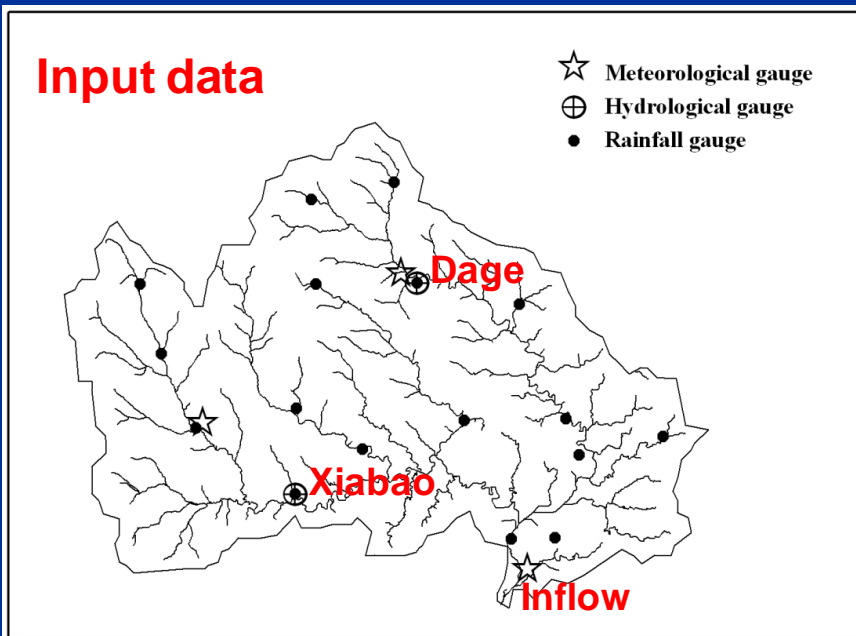 Input data
Meteorological gauge
Hydrological gauge
Rainfall gauge
Dage
Xiabao
Inflow